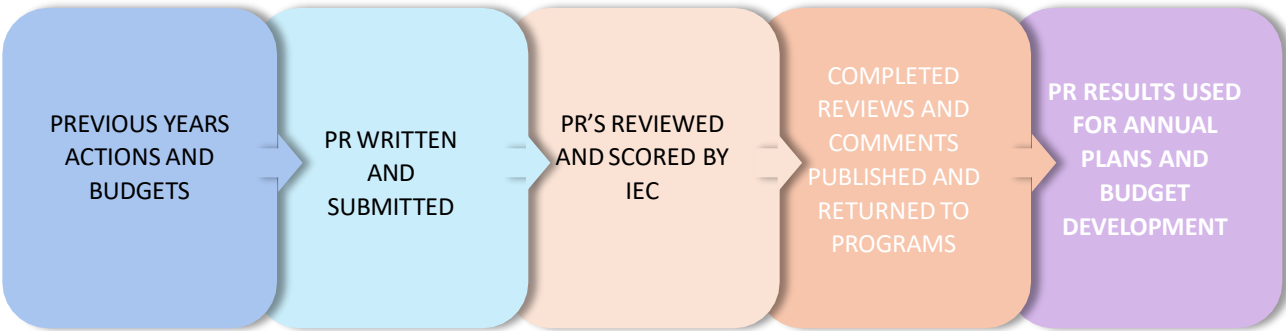 PREVIOUS YEARS
ACTIONS AND
BUDGETS
PR WRITTEN
AND
SUBMITTED
PR'S REVIEWED
AND SCORED BY
IEC
COMPLETED
REVIEWS AND
COMMENTS
PUBLISHED AND
RETURNED TO
PROGRAMS
PR RESULTS USED
FOR ANNUAL
PLANS AND
BUDGET
DEVELOPMENT